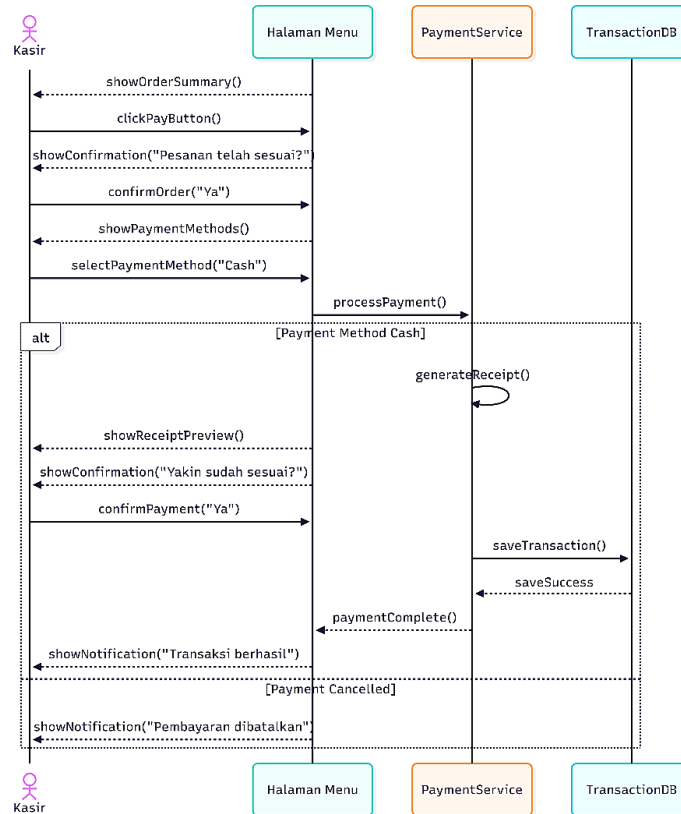 Kasir
Halaman Menu
PaymentService
TransactionDB
showOrderSummary()
clickPayButton()
showConfirmation("Pesanan telah sesuai?")
confirmOrder("Ya")
showPaymentMethods()
selectPaymentMethod("Cash")
processPayment()
alt
[Payment Method Cash]
generateReceipt()
showReceiptPreview()
showConfirmation("Yakin sudah sesuai?")
confirmPayment("Ya")
saveTransaction()
saveSuccess
paymentComplete()
showNotification("Transaksi berhasil")
[Payment Cancelled]
showNotification("Pembayaran dibatalkan")
Kasir
Halaman Menu
PaymentService
TransactionDB